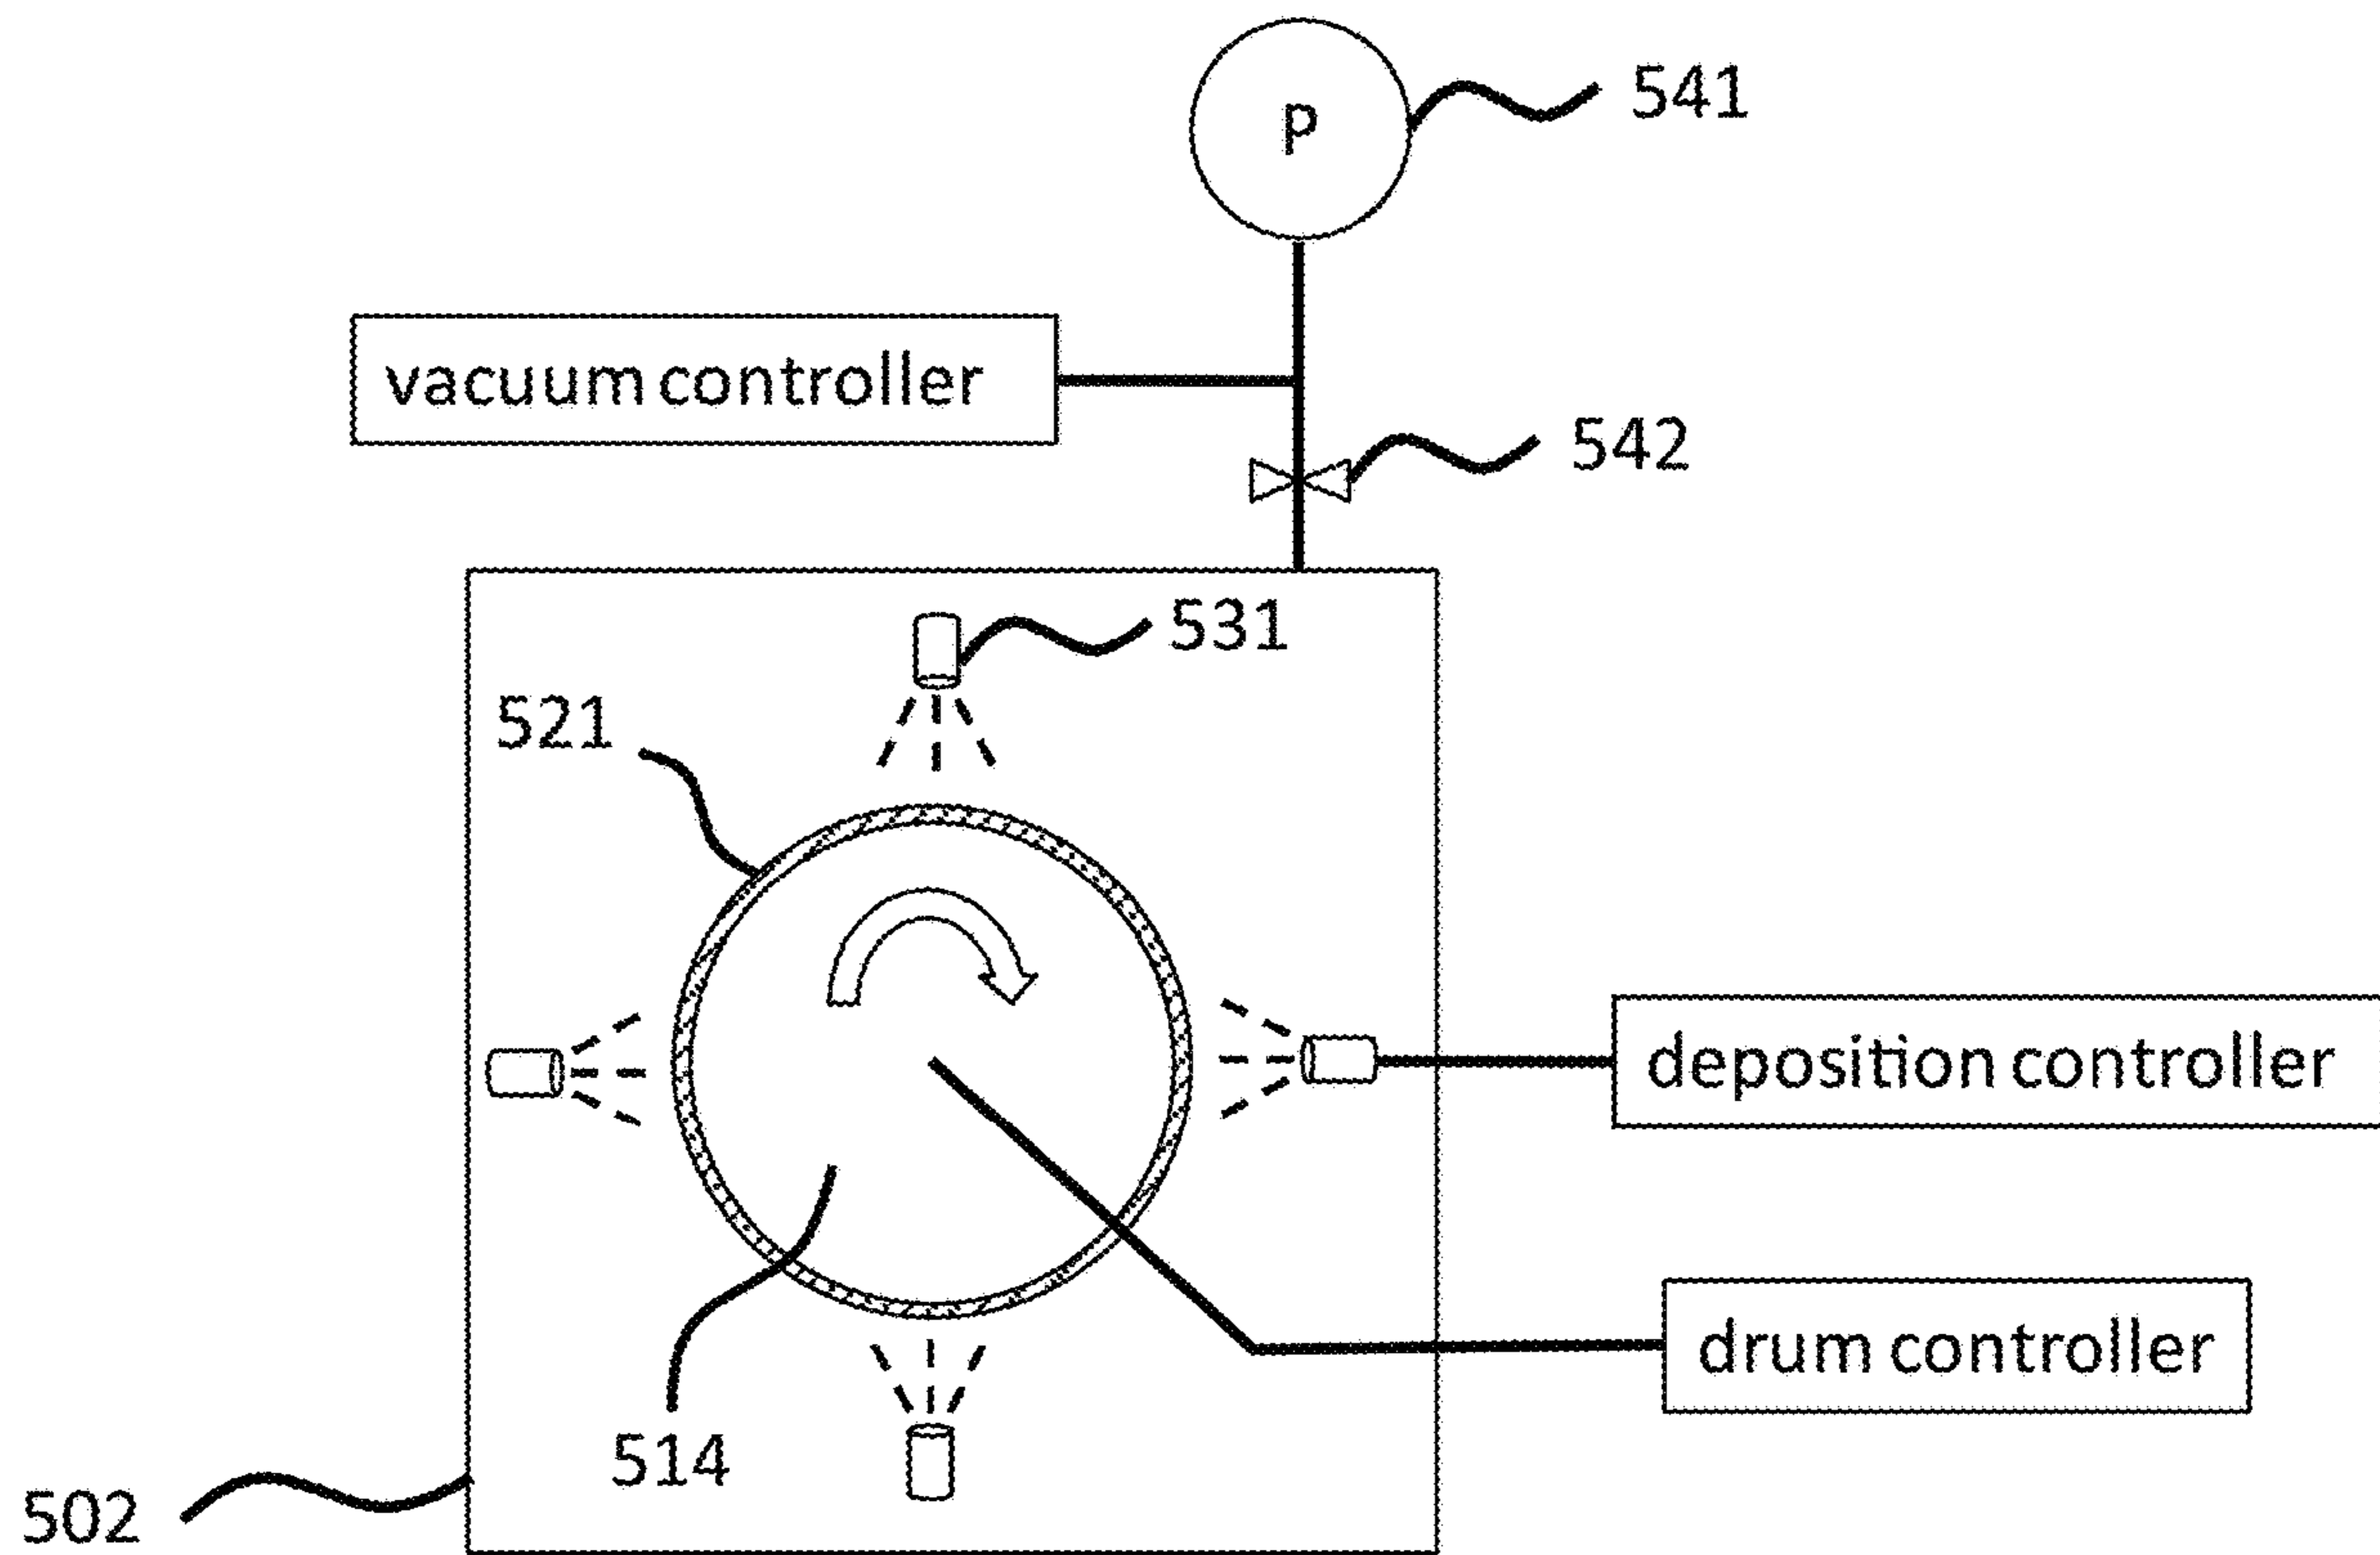 P
541
vacuum controller
542
531
521
deposition controller
drum controller
514
502